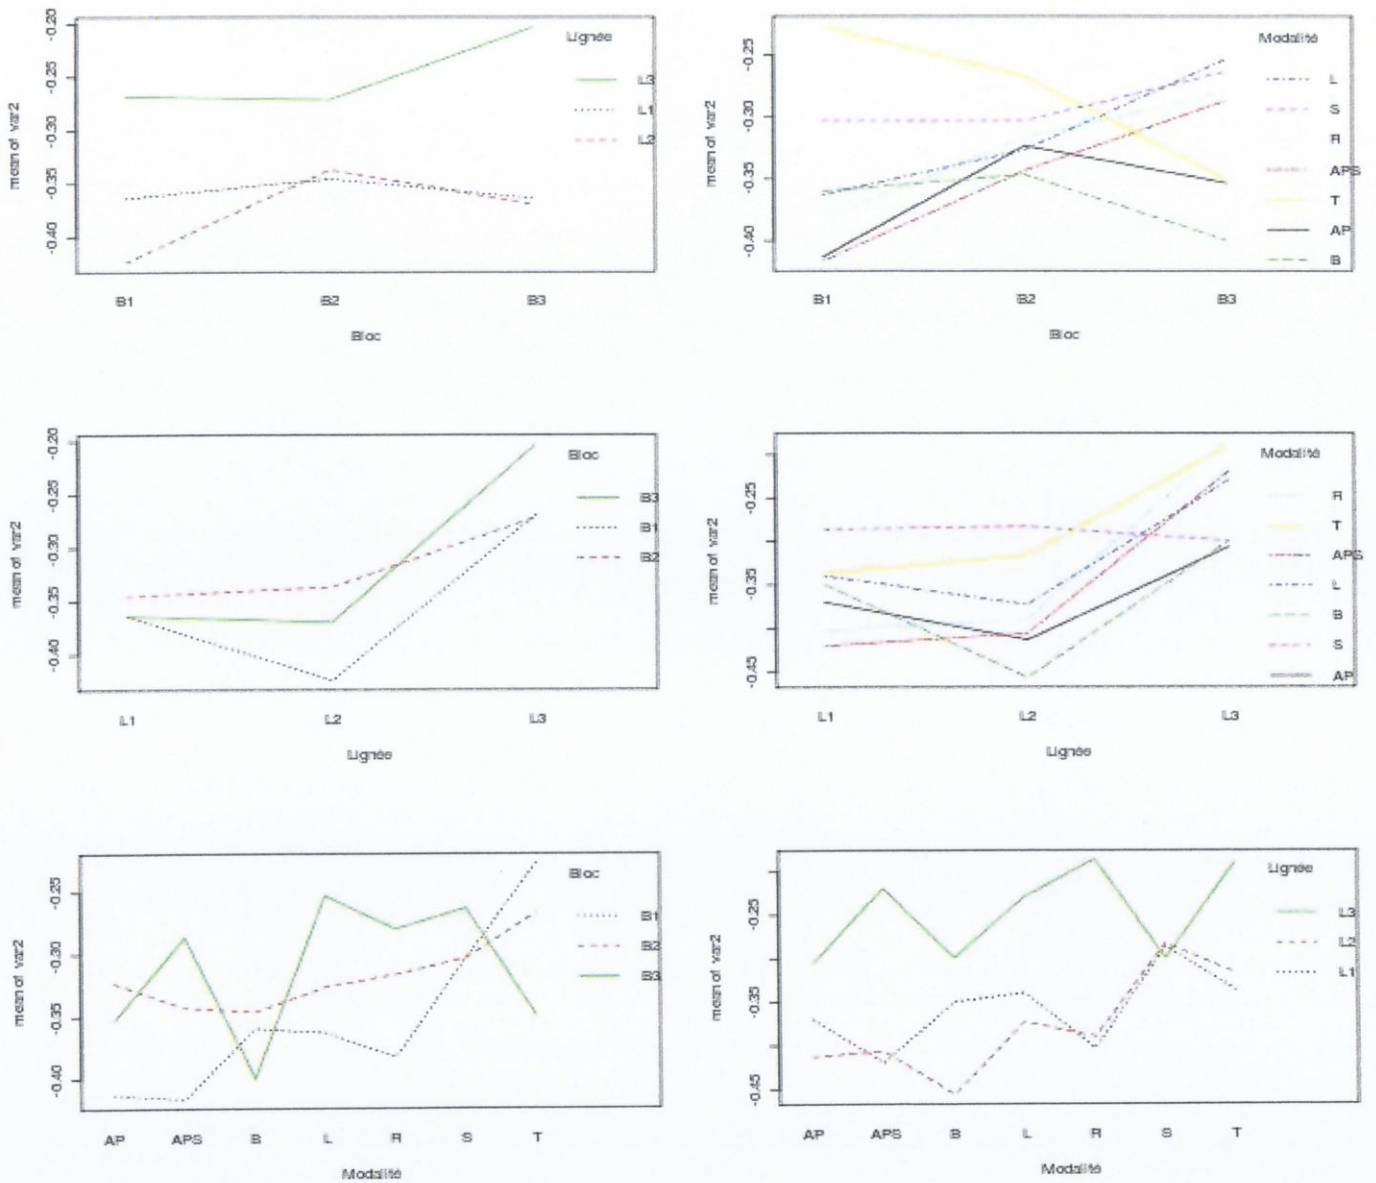 mean of var2
-0.20
-0.25
-0.30
-0.35
-0.40
B1 B2 B3
Bloc
Lignée
L3
L1
L2
mean of var2
-0.25
-0.30
-0.35
-0.40
B1 B2 B3
Bloc
Modalité
L
S
R
APS
T
AP
B
mean of var2
-0.20
-0.25
-0.30
-0.35
-0.40
L1 L2 L3
Lignée
Bloc
B3
B1
B2
mean of var2
-0.25
-0.35
-0.45
L1 L2 L3
Lignée
Modalité
R
T
APS
L
B
S
AP
mean of var2
-0.25
-0.30
-0.35
-0.40
AP APS B L R S T
Modalité
Bloc
B1
B2
B3
mean of var2
-0.25
-0.35
-0.45
AP APS B L R S T
Modalité
Lignée
L3
L2
L1